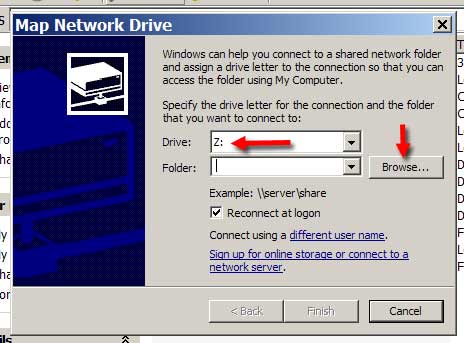 Map Network Drive
Windows can help you connect to a shared network folder
and assign a drive letter to the connection so that you can
access the folder using My Computer.
Specify the drive letter for the connection and the folder
that you want to connect to:
Drive: Z:
Folder: Browse...
Example: \\server\share
Reconnect at logon
Connect using a different user name.
Sign up for online storage or connect to a
network server.
< Back Finish Cancel